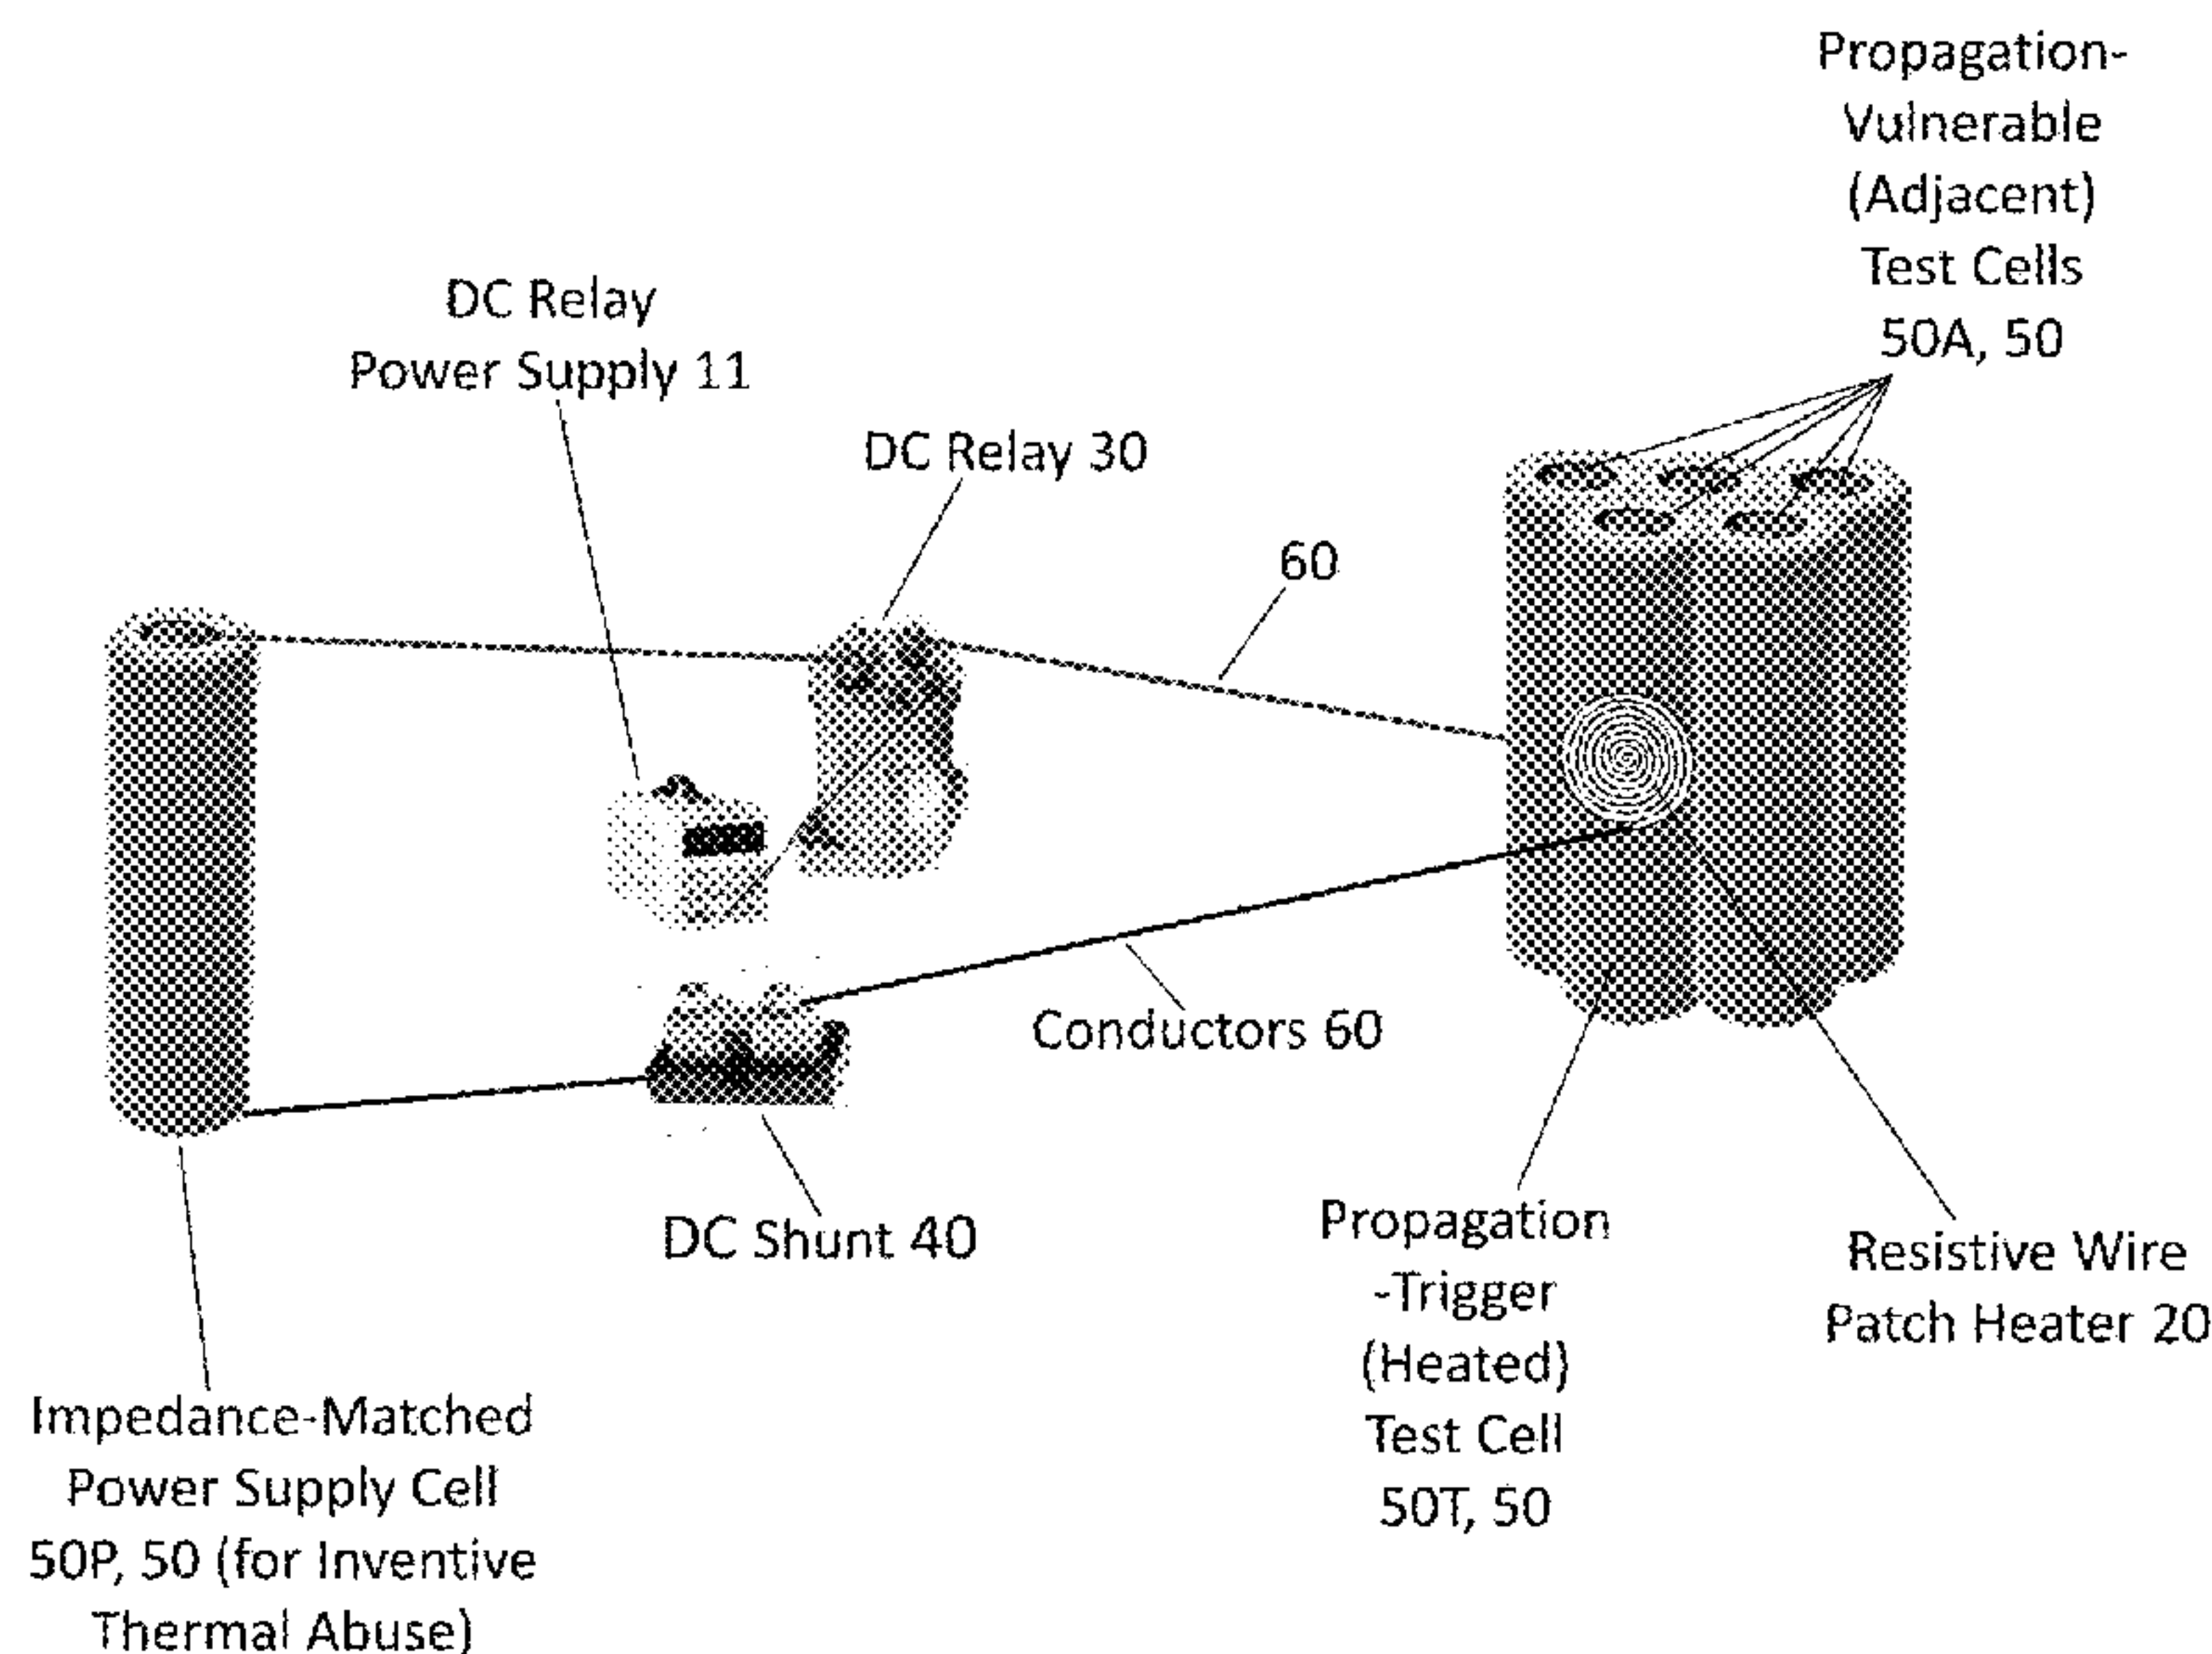 Propagation-
Vulnerable
(Adjacent)
Test Cells
50A, 50
DC Relay
Power Supply 11
DC Relay 30
60
Conductors 60
DC Shunt 40
Impedance-Matched
Power Supply Cell
50P, 50 (for Inventive
Thermal Abuse)
Propagation
-Trigger
(Heated)
Test Cell
50T, 50
Resistive Wire
Patch Heater 20